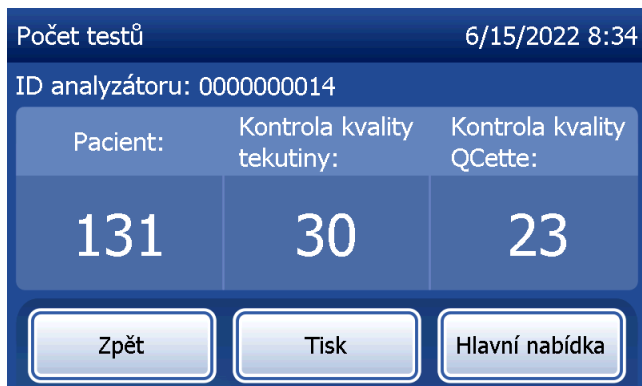 Počet testů 6/15/2022 8:34
ID analyzátoru: 0000000014
Pacient:
Kontrola kvality
tekutiny:
Kontrola kvality
QCette:
131 30 23
Zpět Tisk Hlavní nabídka